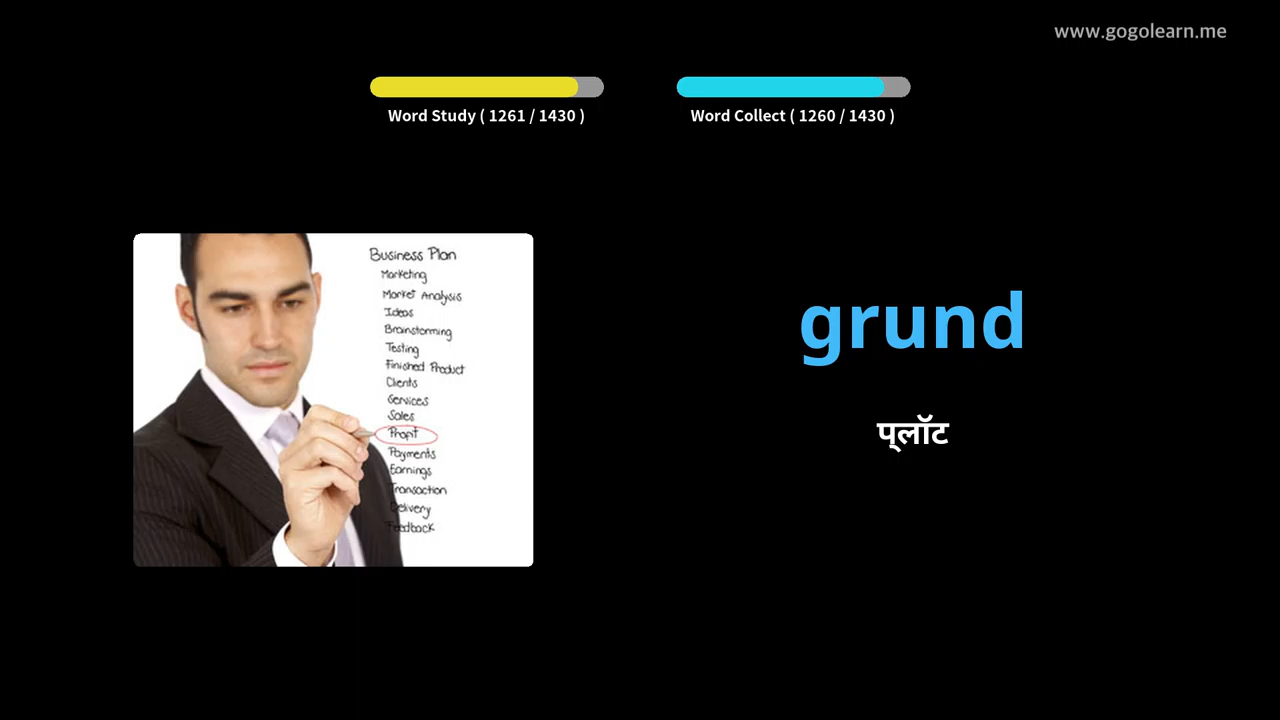 www.gogolearn.me
Word Study ( 1261 / 1430 )
Word Collect ( 1260 / 1430 )
Business Plan
Marketing
Market Analysis
Ideas
Brainstorming
Testing
Finished Product
Clients
Services
Sales
Profit
Payments
Earnings
Transaction
Delivery
Feedback
grund
प्लॉट